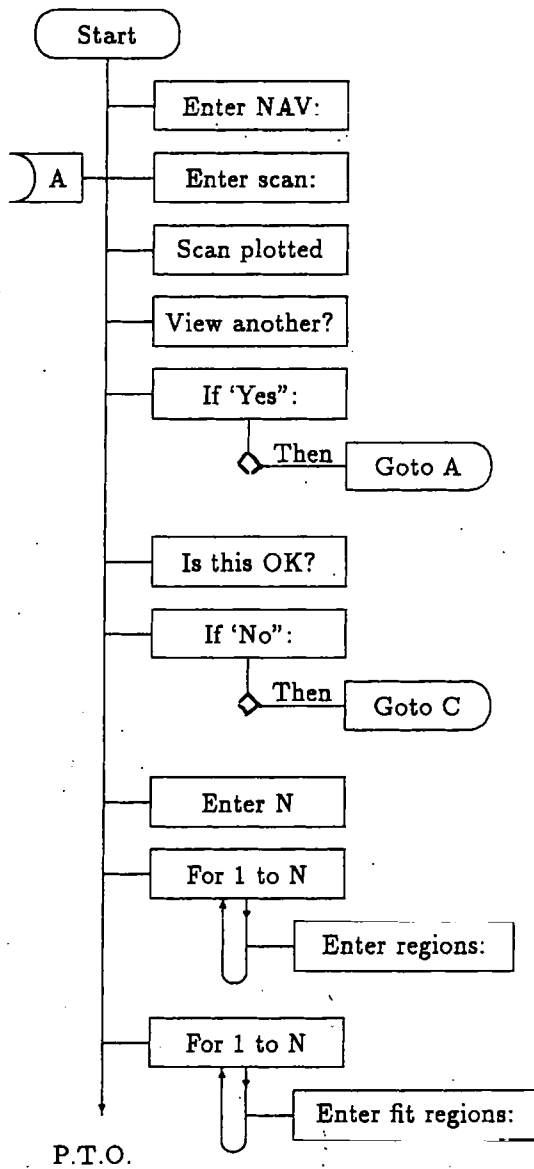 Start
Enter NAV:
A
Enter scan:
Scan plotted
View another?
If ‘Yes”:
Then
Goto A
Is this OK?
If ‘No”:
Then
Goto C
Enter N
For 1 to N
Enter regions:
For 1 to N
Enter fit regions:
P.T.O.